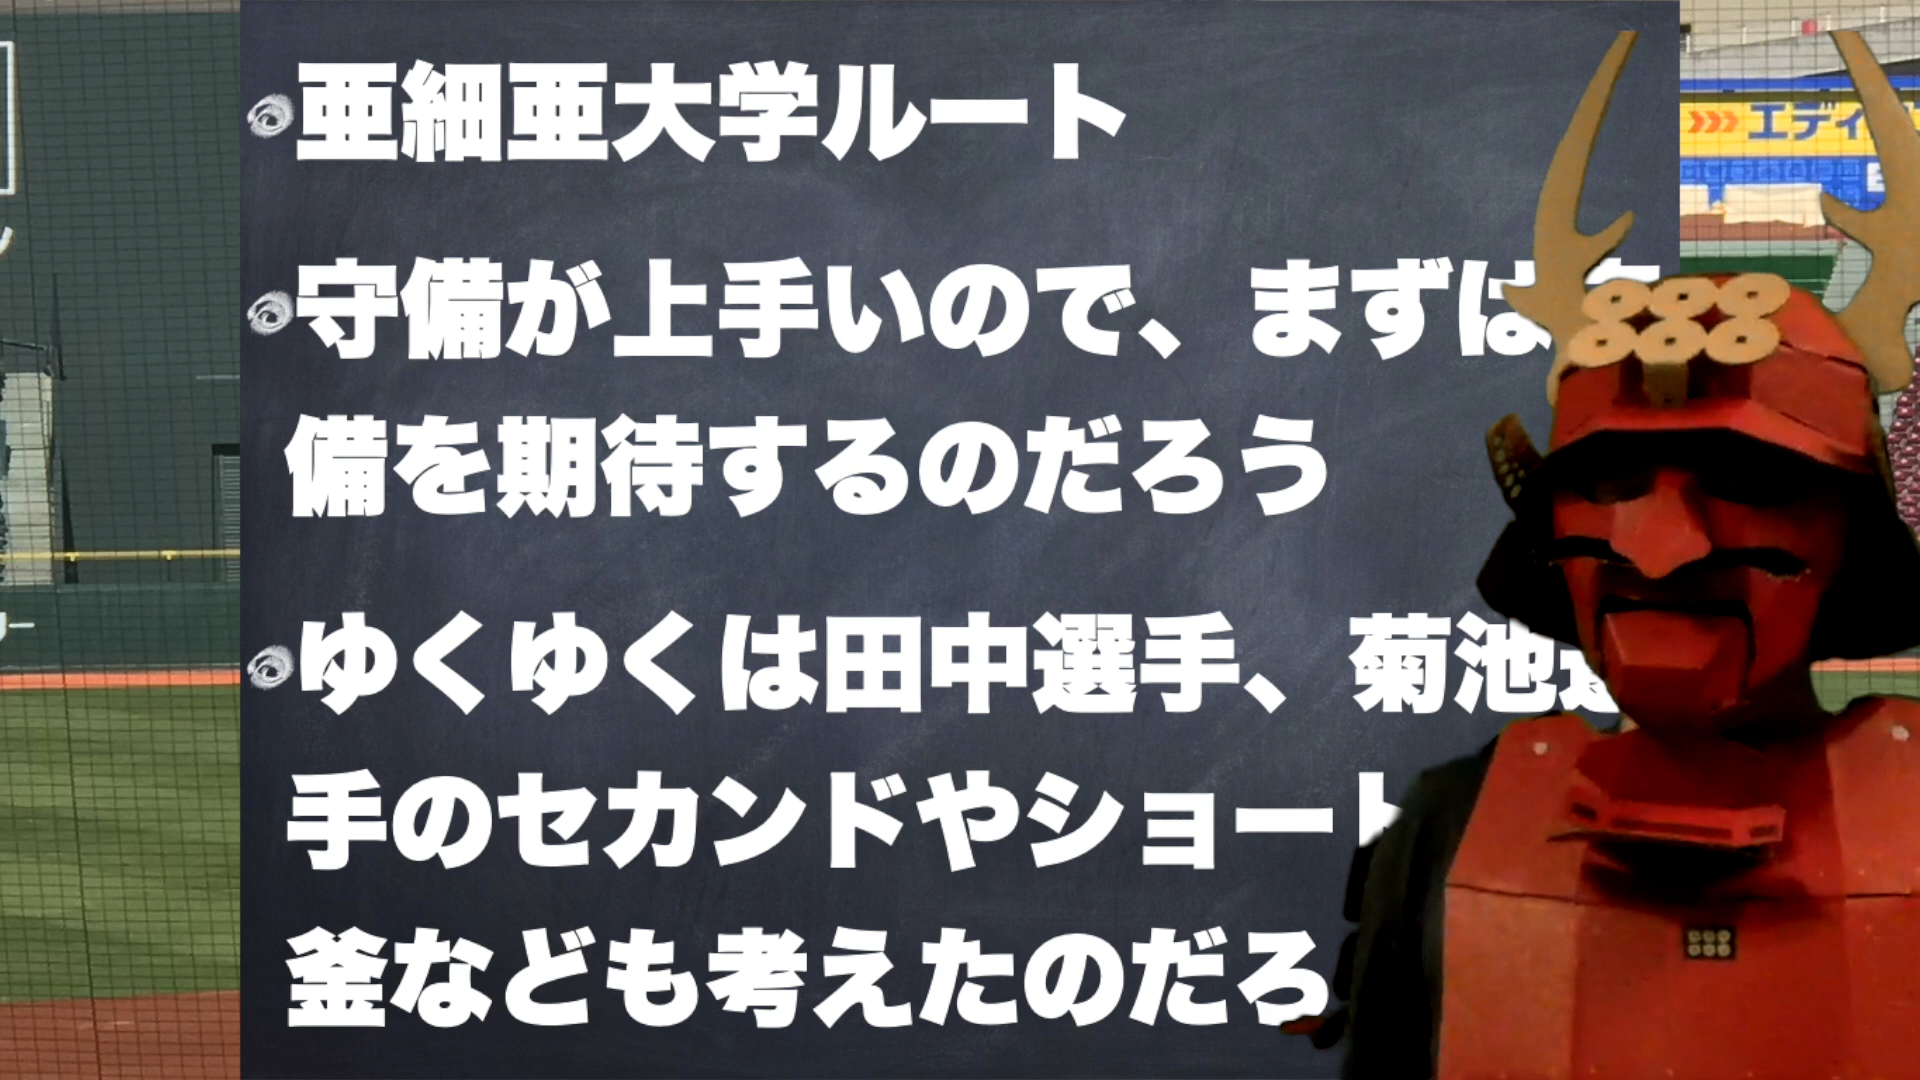 亜細亜大学ルート
守備が上手いので、まずは
備を期待するのだろう
ゆくゆくは田中選手、菊池
手のセカンドやショート
釜なども考えたのだろ
エディ